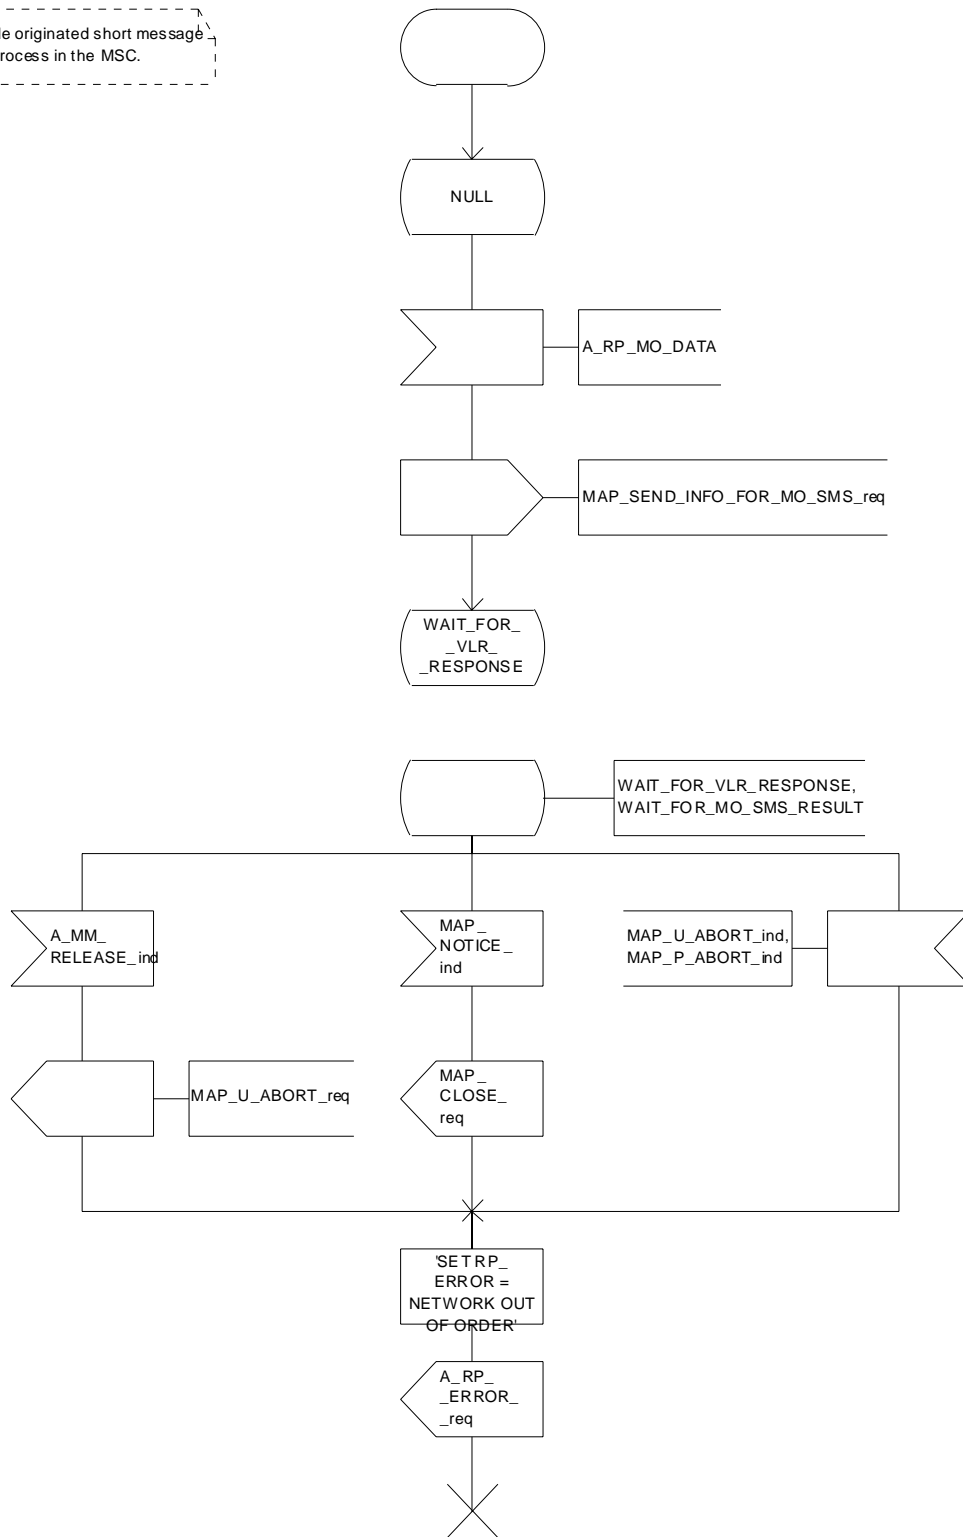 le originated short message
rocess in the MSC.
NULL
A_RP_MO_DATA
MAP_SEND_INFO_FOR_MO_SMS_req
WAIT_FOR_
_VLR_
_RESPONSE
WAIT_FOR_VLR_RESPONSE,
WAIT_FOR_MO_SMS_RESULT
A_MM_
RELEASE_ind
MAP_
NOTICE_
ind
MAP_U_ABORT_ind,
MAP_P_ABORT_ind
MAP_U_ABORT_req
MAP_
CLOSE_
req
'SET RP_
ERROR =
NETWORK OUT
OF ORDER'
A_RP_
_ERROR_
_req